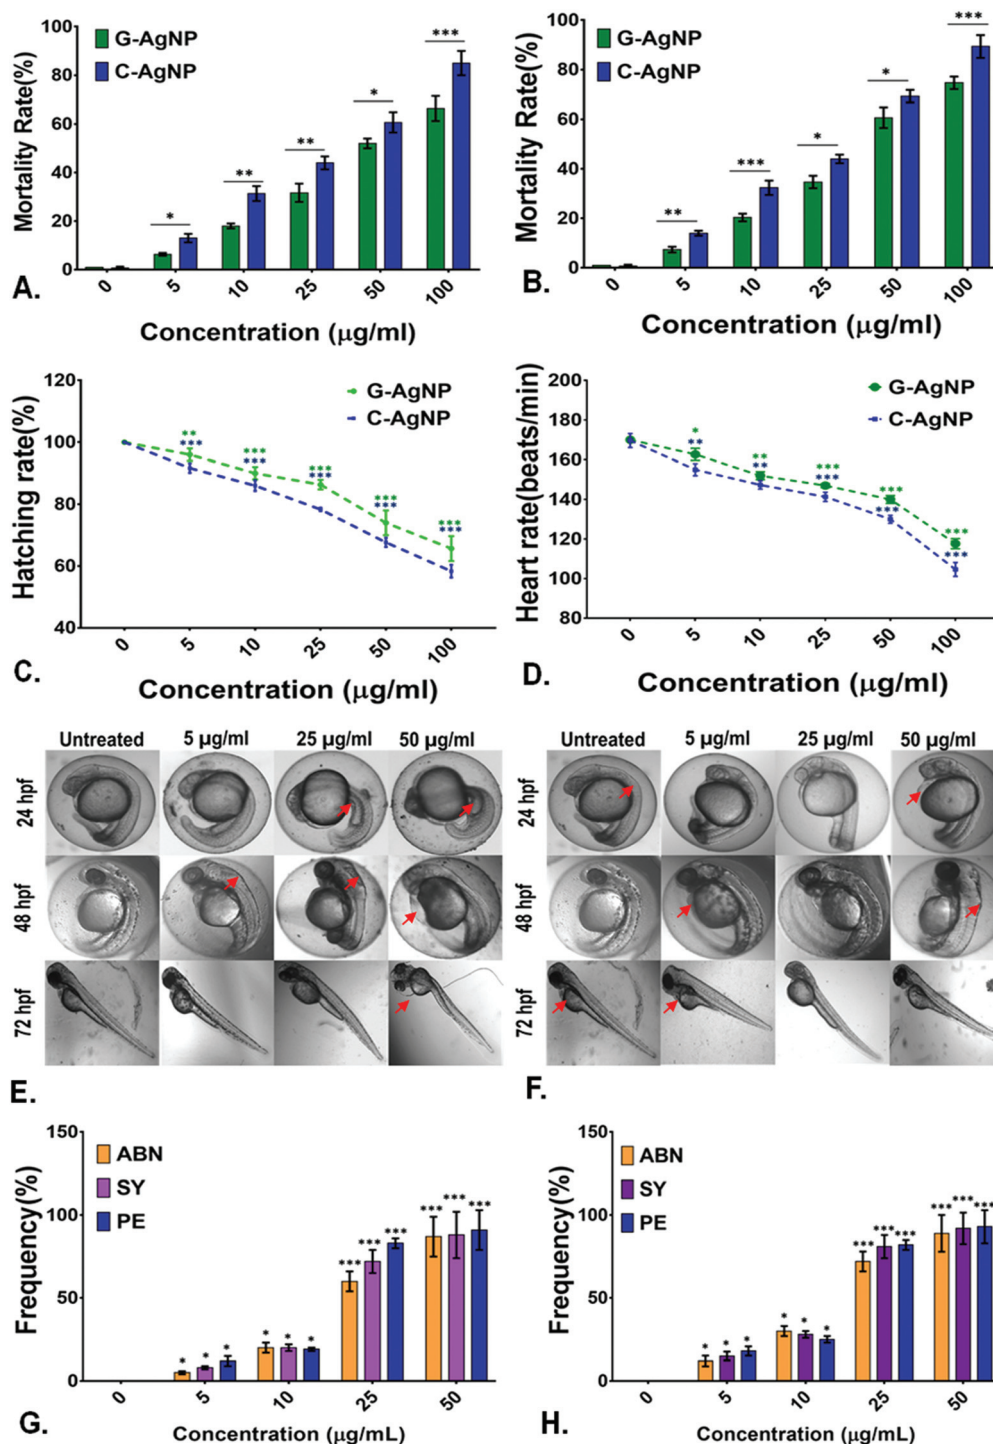 Mortality Rate(%)
100
80
60
40
20
0
G-AgNP
C-AgNP
*
**
**
*
***
0 5 10 25 50 100
A. Concentration (μg/ml)
Mortality Rate(%)
100
80
60
40
20
0
G-AgNP
C-AgNP
**
***
*
*
***
0 5 10 25 50 100
B. Concentration (μg/ml)
Hatching rate(%)
120
100
80
60
40
G-AgNP
C-AgNP
** *** *** *** ***
*** *** *** *** ***
0 5 10 25 50 100
C. Concentration (μg/ml)
Heart rate(beats/min)
200
180
160
140
120
100
80
G-AgNP
C-AgNP
* ** *** *** ***
** ** *** *** ***
0 5 10 25 50 100
D. Concentration (μg/ml)
Untreated 5 μg/ml 25 μg/ml 50 μg/ml
24 hpf
48 hpf
72 hpf
E.
Untreated 5 μg/ml 25 μg/ml 50 μg/ml
24 hpf
48 hpf
72 hpf
F.
Frequency(%)
150
100
50
0
ABN
SY
PE
* * * * * * *** *** *** *** *** ***
0 5 10 25 50
G. Concentration (μg/mL)
Frequency(%)
150
100
50
0
ABN
SY
PE
* * * * * * *** *** *** *** *** ***
0 5 10 25 50
H. Concentration (μg/mL)